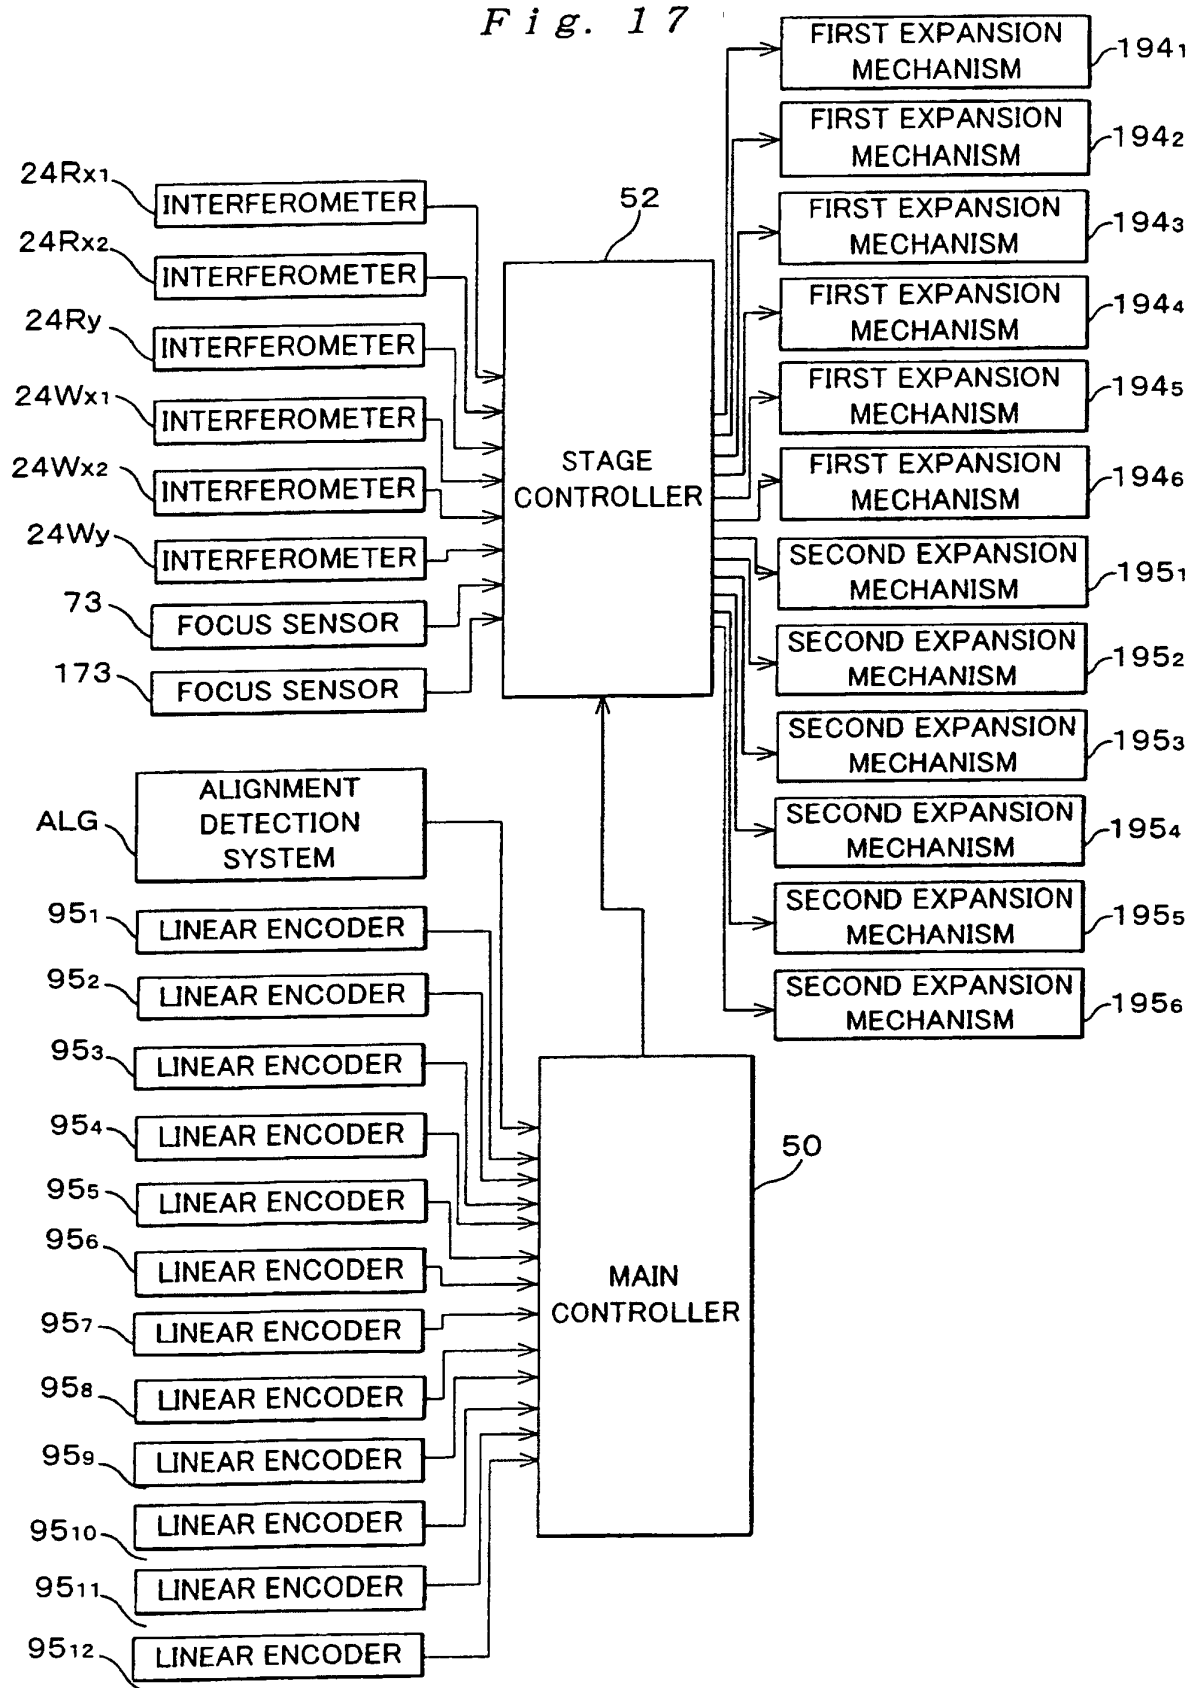 Fig. 17
24Rx1
INTERFEROMETER
24Rx2
INTERFEROMETER
24Ry
INTERFEROMETER
24Wx1
INTERFEROMETER
24Wx2
INTERFEROMETER
24Wy
INTERFEROMETER
73
FOCUS SENSOR
173
FOCUS SENSOR
52
STAGE
CONTROLLER
FIRST EXPANSION
MECHANISM
194₁
FIRST EXPANSION
MECHANISM
194₂
FIRST EXPANSION
MECHANISM
194₃
FIRST EXPANSION
MECHANISM
194₄
FIRST EXPANSION
MECHANISM
194₅
FIRST EXPANSION
MECHANISM
194₆
SECOND EXPANSION
MECHANISM
195₁
SECOND EXPANSION
MECHANISM
195₂
SECOND EXPANSION
MECHANISM
195₃
SECOND EXPANSION
MECHANISM
195₄
SECOND EXPANSION
MECHANISM
195₅
SECOND EXPANSION
MECHANISM
195₆
ALG
ALIGNMENT
DETECTION
SYSTEM
95₁
LINEAR ENCODER
95₂
LINEAR ENCODER
95₃
LINEAR ENCODER
95₄
LINEAR ENCODER
95₅
LINEAR ENCODER
95₆
LINEAR ENCODER
95₇
LINEAR ENCODER
95₈
LINEAR ENCODER
95₉
LINEAR ENCODER
95₁₀
LINEAR ENCODER
95₁₁
LINEAR ENCODER
95₁₂
LINEAR ENCODER
50
MAIN
CONTROLLER